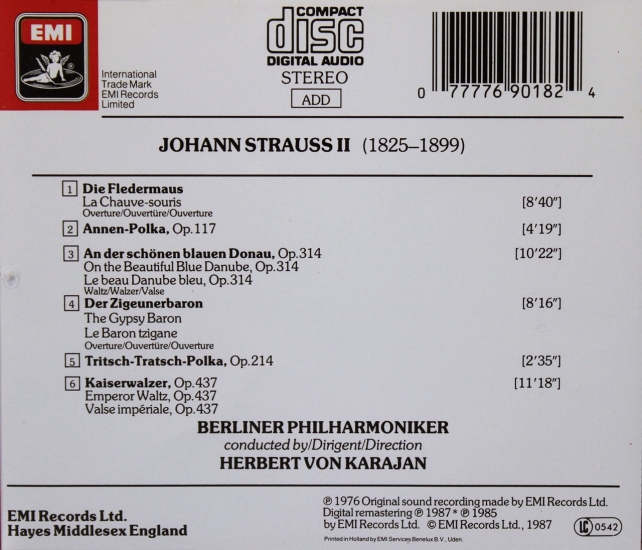 EMI
International
Trade Mark
EMI Records
Limited
COMPACT
disc
DIGITAL AUDIO
STEREO
ADD
0 77776 90182 4
JOHANN STRAUSS II (1825–1899)
1 Die Fledermaus
La Chauve-souris [8'40"]
Overture/Ouvertüre/Ouverture
2 Annen-Polka, Op.117 [4'19"]
3 An der schönen blauen Donau, Op.314 [10'22"]
On the Beautiful Blue Danube, Op.314
Le beau Danube bleu, Op.314
Waltz/Walzer/Valse
4 Der Zigeunerbaron [8'16"]
The Gypsy Baron
Le Baron tzigane
Overture/Ouvertüre/Ouverture
5 Tritsch-Tratsch-Polka, Op.214 [2'35"]
6 Kaiserwalzer, Op.437 [11'18"]
Emperor Waltz, Op.437
Valse impériale, Op.437
BERLINER PHILHARMONIKER
conducted by/Dirigent/Direction
HERBERT VON KARAJAN
EMI Records Ltd.
Hayes Middlesex England
℗ 1976 Original sound recording made by EMI Records Ltd.
Digital remastering ℗ 1987 * ℗ 1985
by EMI Records Ltd. © EMI Records Ltd., 1987
Printed in Holland by EMI Services Benelux B.V., Uden.
LC 0542